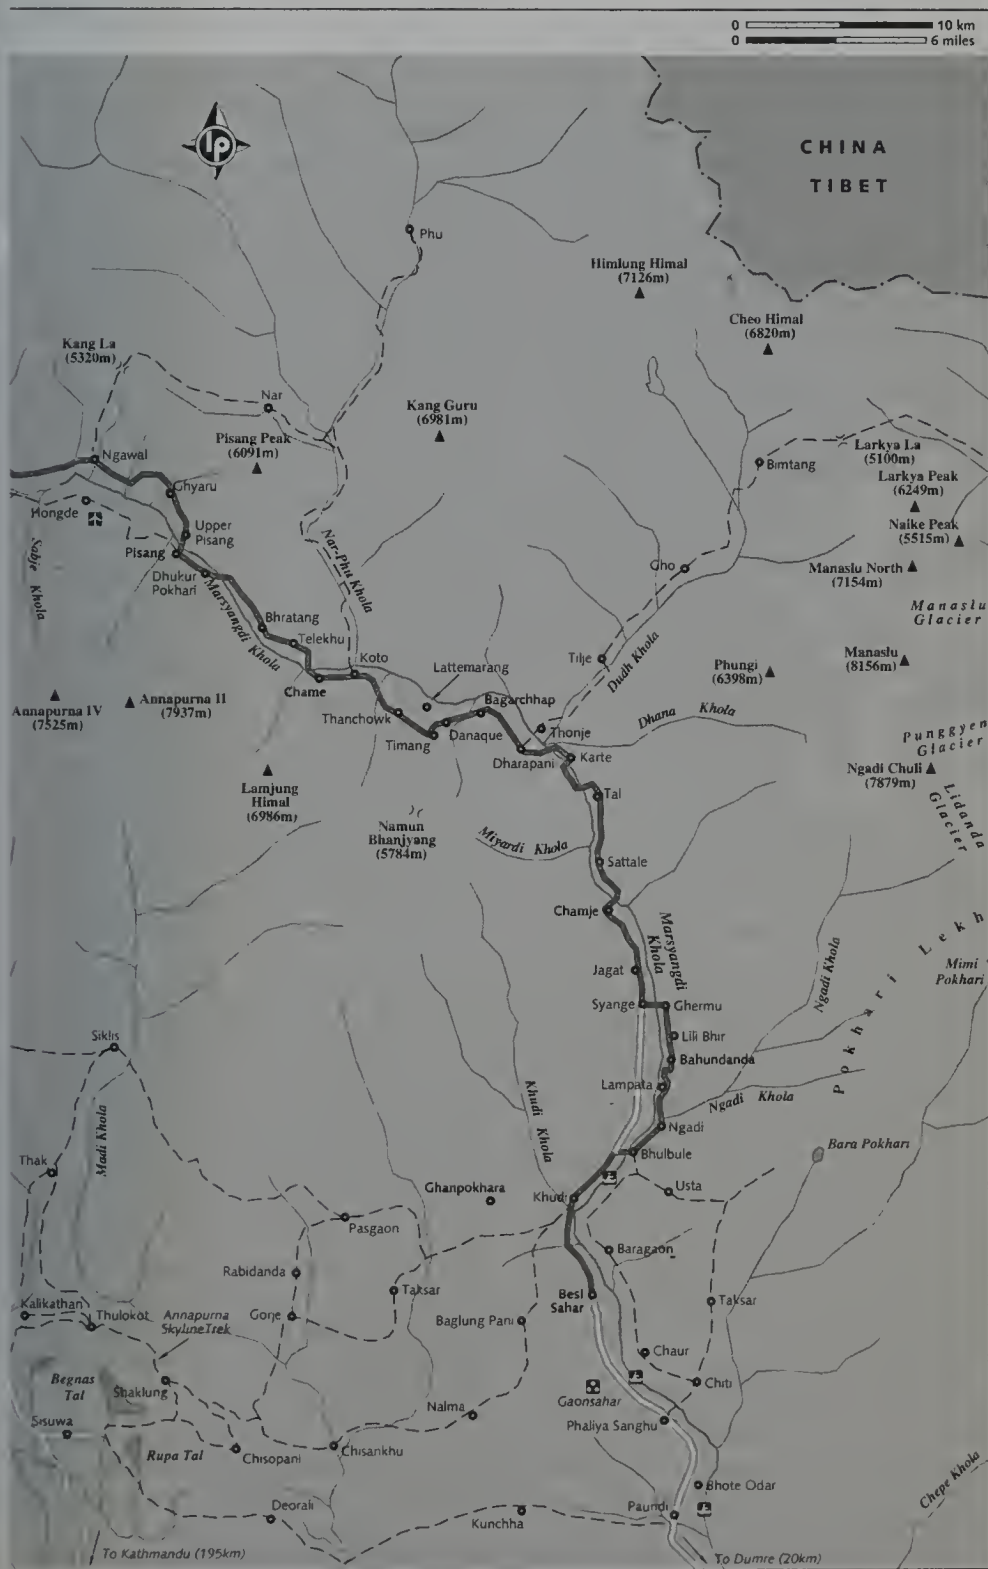 0 10 km
0 6 miles
lp
CHINA
TIBET
Phu
Himlung Himal
(7126m)
Cheo Himal
(6820m)
Kang La
(5320m)
Nar
Kang Guru
(6981m)
Pisang Peak
(6091m)
Larkya La
(5100m)
Ngawal
Bimtang
Larkya Peak
(6249m)
Ghyaru
Hongde
Naike Peak
(5515m)
Upper
Pisang
Pisang
Sabje Khola
Nar-Phu Khola
Dhukur
Pokhari
Gho
Manaslu North
(7154m)
Marsyangdi Khola
Manaslu
Glacier
Bhratang
Telekhu
Koto
Lattemarang
Tilje
Dudh Khola
Phungi
(6398m)
Manaslu
(8156m)
Chame
Annapurna IV
(7525m)
Annapurna II
(7937m)
Bagarchhap
Thanchowk
Dhana Khola
Timang
Danaque
Thonje
Punggyen
Glacier
Dharapani
Karte
Ngadi Chuli
(7879m)
Lamjung
Himal
(6986m)
Tal
Lidanda
Glacier
Namun
Bhanjyang
(5784m)
Miyardi Khola
Sattale
Chamje
Marsyangdi
Khola
Pokhari Lekh
Jagat
Ngadi Khola
Mimi
Pokhari
Syange
Ghermu
Siklis
Lili Bhir
Bahundanda
Khudi
Khola
Lampata
Ngadi Khola
Madi Khola
Ngadi
Bhulbule
Bara Pokhari
Thak
Ghanpokhara
Khudi
Usta
Pasgaon
Baragaon
Rabidanda
Taksar
Besi
Sahar
Taksar
Kalikathan
Thulokot
Annapurna
Skyline Trek
Gorje
Baglung Pani
Chaur
Begnas
Tal
Shaklung
Gaonsahar
Chiti
Sisuwa
Nalma
Phaliya Sanghu
Rupa Tal
Chisopani
Chisankhu
Bhote Odar
Chepe Khola
Deorali
Kunchha
Paundi
To Kathmandu (195km)
To Dumre (20km)